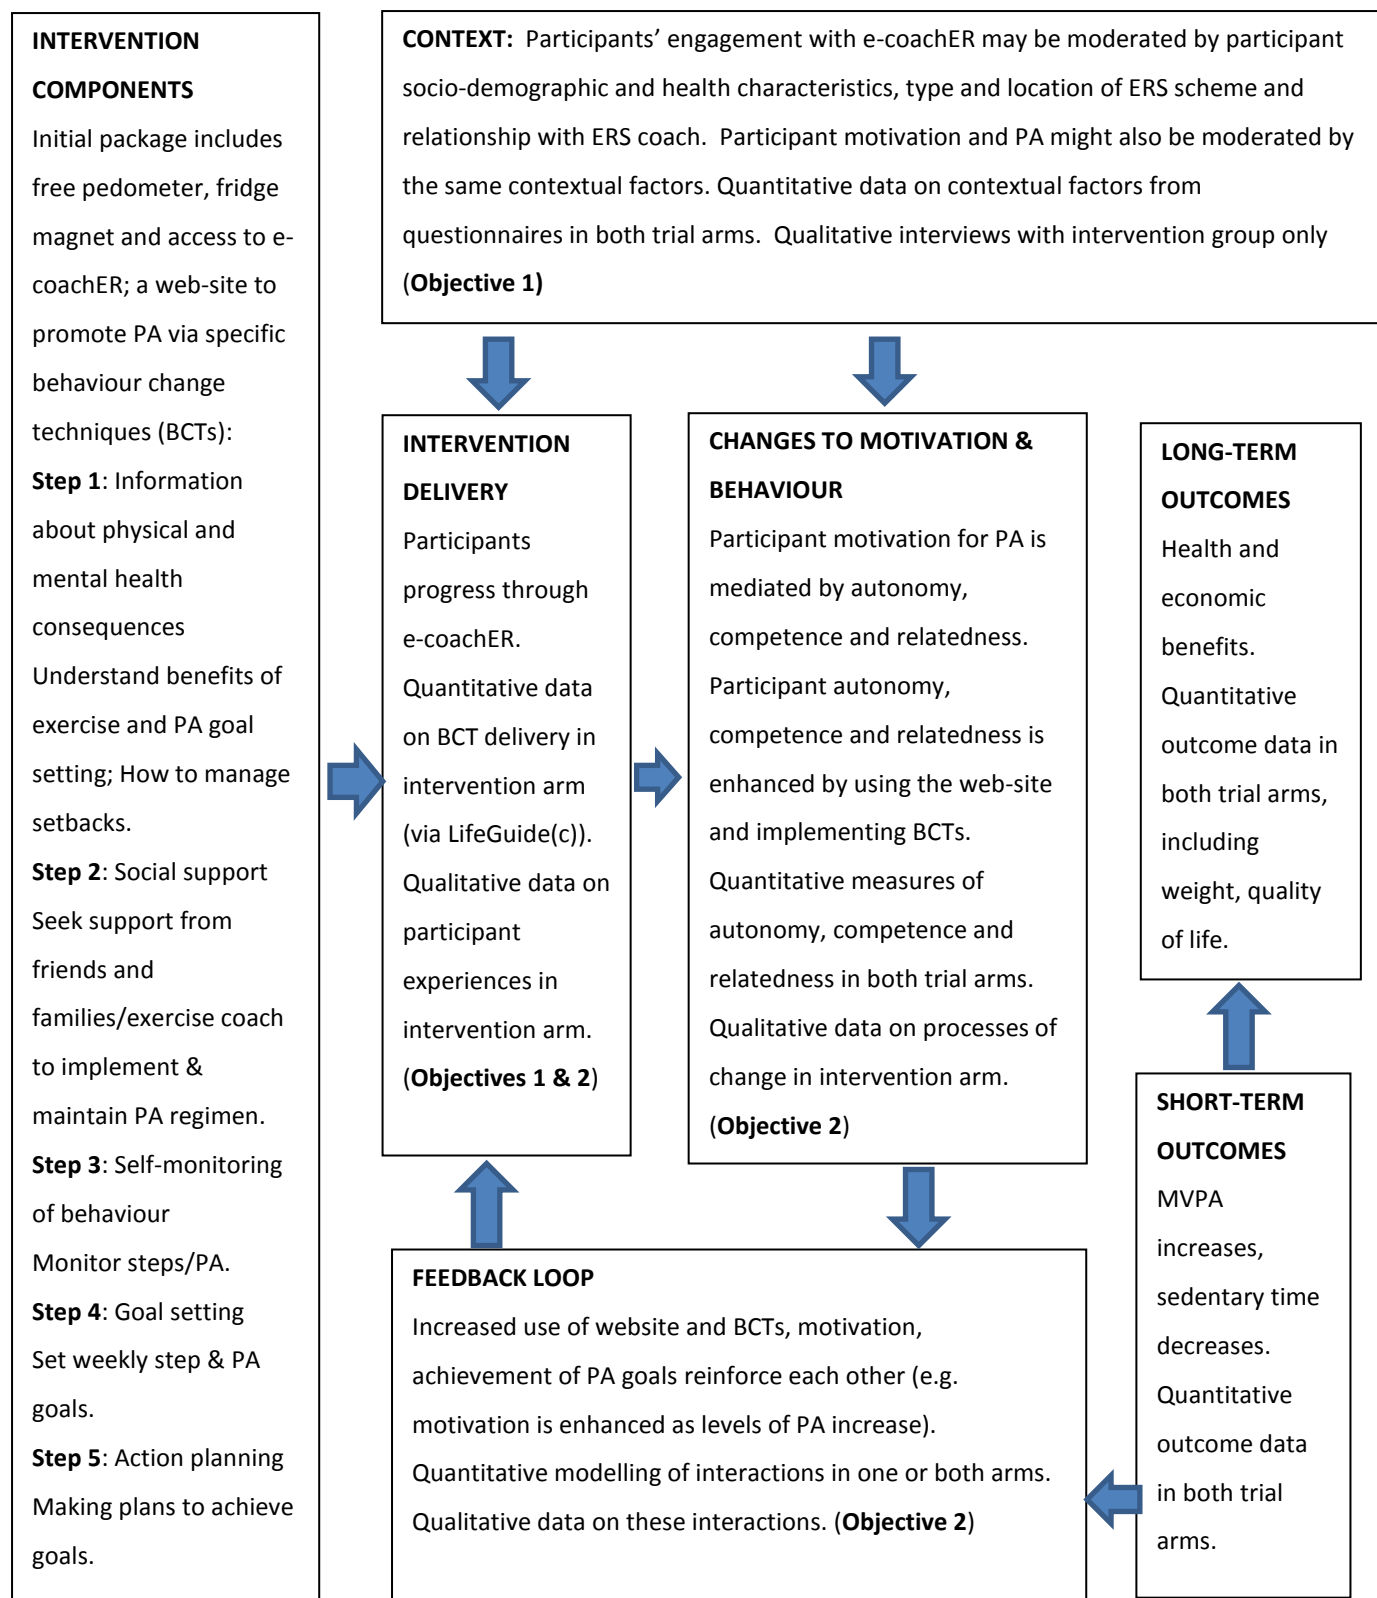 INTERVENTION
COMPONENTS
Initial package includes
free pedometer, fridge
magnet and access to e-
coachER; a web-site to
promote PA via specific
behaviour change
techniques (BCTs):
Step 1: Information
about physical and
mental health
consequences
Understand benefits of
exercise and PA goal
setting; How to manage
setbacks.
Step 2: Social support
Seek support from
friends and
families/exercise coach
to implement &
maintain PA regimen.
Step 3: Self-monitoring
of behaviour
Monitor steps/PA.
Step 4: Goal setting
Set weekly step & PA
goals.
Step 5: Action planning
Making plans to achieve
goals.
CONTEXT:  Participants’ engagement with e-coachER may be moderated by participant
socio-demographic and health characteristics, type and location of ERS scheme and
relationship with ERS coach.  Participant motivation and PA might also be moderated by
the same contextual factors. Quantitative data on contextual factors from
questionnaires in both trial arms.  Qualitative interviews with intervention group only
(Objective 1)
INTERVENTION
DELIVERY
Participants
progress through
e-coachER.
Quantitative data
on BCT delivery in
intervention arm
(via LifeGuide(c)).
Qualitative data on
participant
experiences in
intervention arm.
(Objectives 1 & 2)
CHANGES TO MOTIVATION &
BEHAVIOUR
Participant motivation for PA is
mediated by autonomy,
competence and relatedness.
Participant autonomy,
competence and relatedness is
enhanced by using the web-site
and implementing BCTs.
Quantitative measures of
autonomy, competence and
relatedness in both trial arms.
Qualitative data on processes of
change in intervention arm.
(Objective 2)
LONG-TERM
OUTCOMES
Health and
economic
benefits.
Quantitative
outcome data in
both trial arms,
including
weight, quality
of life.
SHORT-TERM
OUTCOMES
MVPA
increases,
sedentary time
decreases.
Quantitative
outcome data
in both trial
arms.
FEEDBACK LOOP
Increased use of website and BCTs, motivation,
achievement of PA goals reinforce each other (e.g.
motivation is enhanced as levels of PA increase).
Quantitative modelling of interactions in one or both arms.
Qualitative data on these interactions. (Objective 2)